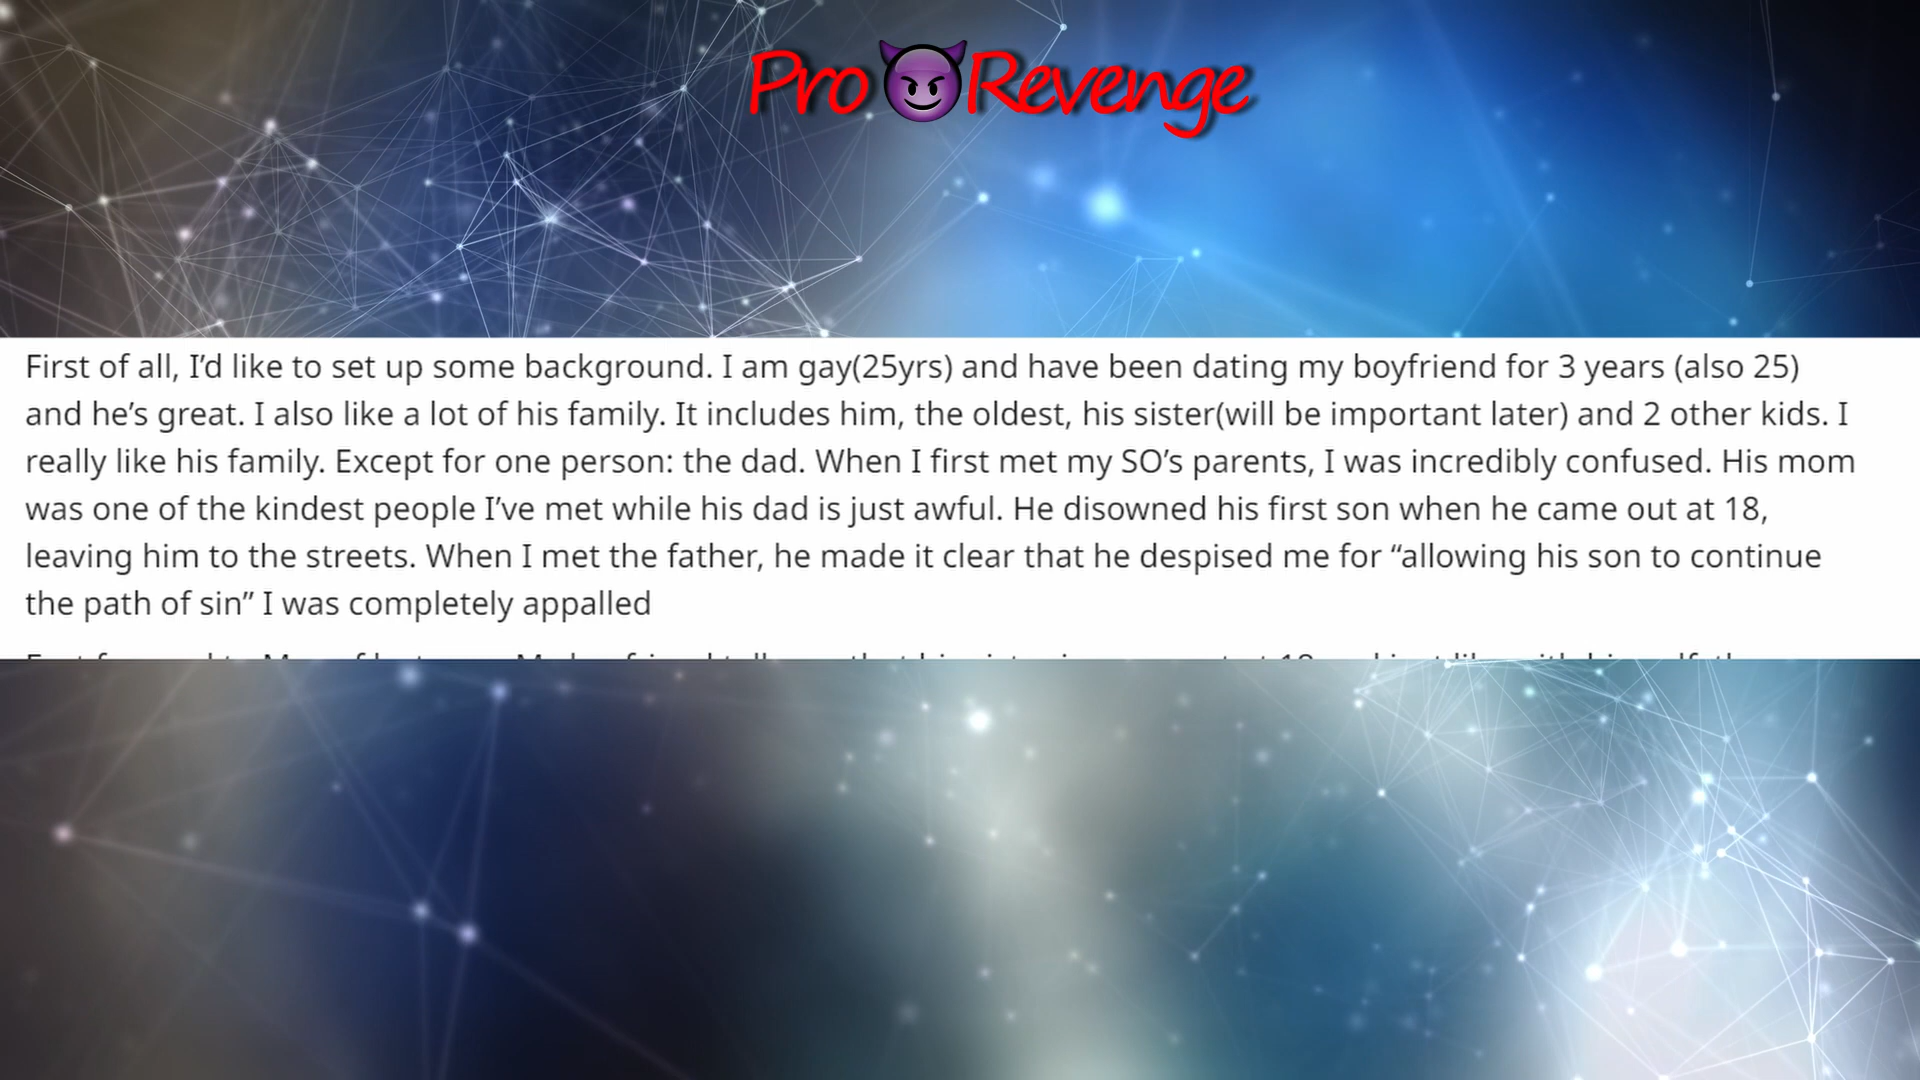 Pro Revenge
First of all, I’d like to set up some background. I am gay(25yrs) and have been dating my boyfriend for 3 years (also 25)
and he’s great. I also like a lot of his family. It includes him, the oldest, his sister(will be important later) and 2 other kids. I
really like his family. Except for one person: the dad. When I first met my SO’s parents, I was incredibly confused. His mom
was one of the kindest people I’ve met while his dad is just awful. He disowned his first son when he came out at 18,
leaving him to the streets. When I met the father, he made it clear that he despised me for “allowing his son to continue
the path of sin” I was completely appalled